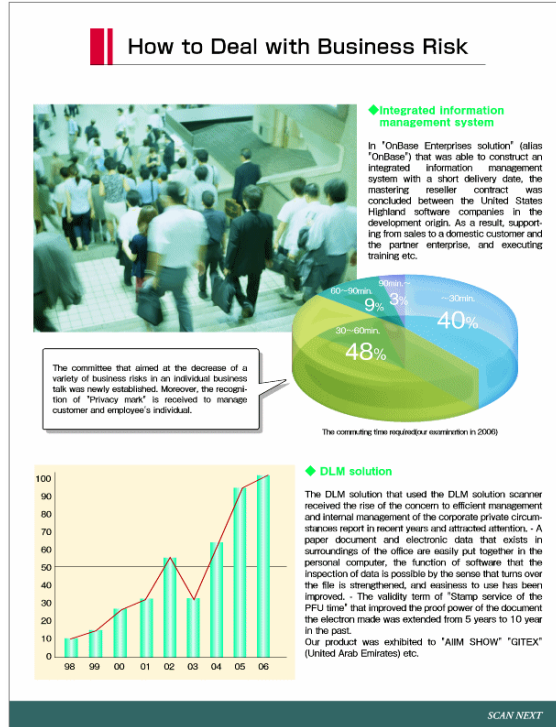 How to Deal with Business Risk
◆Integrated information
management system
In "OnBase Enterprises solution" (alias
"OnBase") that was able to construct an
integrated information management
system with a short delivery date, the
mastering reseller contract was
concluded between the United States
Highland software companies in the
development origin. As a result, support-
ing from sales to a domestic customer and
the partner enterprise, and executing
training etc.
90min.~
3%
60~90min.
9%
~30min.
40%
30~60min.
48%
The commuting time required(our examination in 2006)
The committee that aimed at the decrease of a
variety of business risks in an individual business
talk was newly established. Moreover, the recogni-
tion of "Privacy mark" is received to manage
customer and employee's individual.
100
90
80
70
60
50
40
30
20
10
0
98 99 00 01 02 03 04 05 06
◆ DLM solution
The DLM solution that used the DLM solution scanner
received the rise of the concern to efficient management
and internal management of the corporate private circum-
stances report in recent years and attracted attention. - A
paper document and electronic data that exists in
surroundings of the office are easily put together in the
personal computer, the function of software that the
inspection of data is possible by the sense that turns over
the file is strengthened, and easiness to use has been
improved. - The validity term of "Stamp service of the
PFU time" that improved the proof power of the document
the electron made was extended from 5 years to 10 year
in the past.
Our product was exhibited to "AIIM SHOW" "GITEX"
(United Arab Emirates) etc.
SCAN NEXT